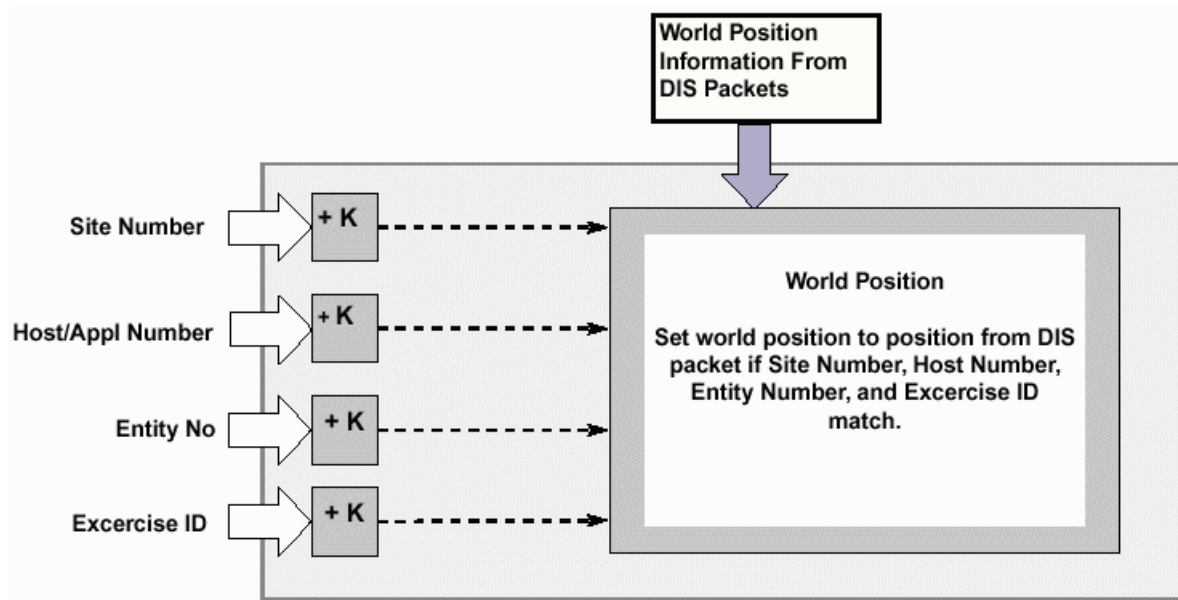 World Position
Information From
DIS Packets
Site Number
+ K
Host/Appl Number
+ K
Entity No
+ K
Excercise ID
+ K
World Position
Set world position to position from DIS
packet if Site Number, Host Number,
Entity Number, and Excercise ID
match.